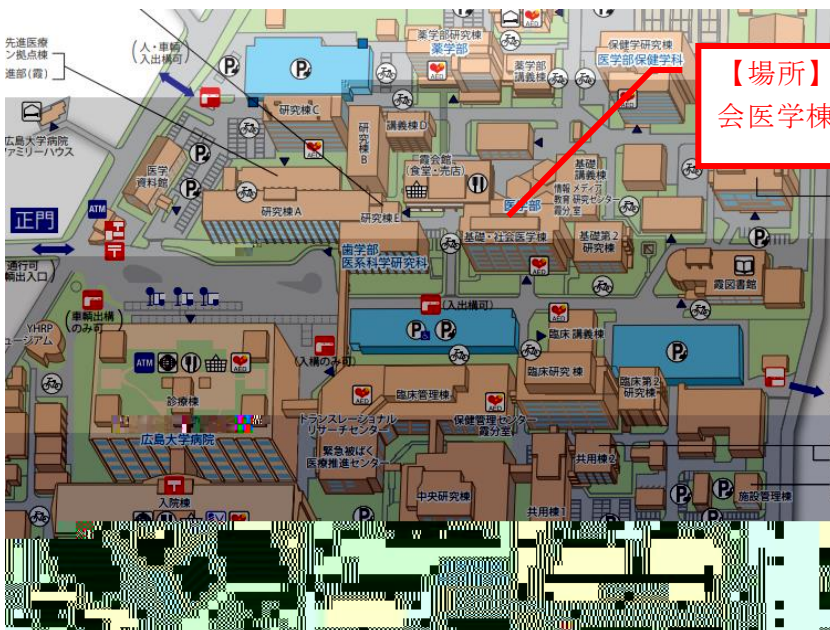 先進医療
ン拠点棟
進部(霞)
(人・車輌
入出構可)
薬学部研究棟
薬学部
薬学部
講義棟
保健学研究棟
医学部保健学科
【場所】
会医学棟
研究棟C
研究棟B
講義棟D
広島大学病院
ファミリーハウス
医学
資料館
霞会館
(食堂・売店)
基礎
講義棟
情報メディア
教育研究センター
霞分室
ATM
正門
研究棟A
研究棟E
医学部
基礎・社会医学棟
基礎第2
研究棟
歯学部
医系科学研究科
通行可
輌出入口)
霞図書館
(車輌出構
のみ可)
(入出構可)
YHRP
ュージアム
(入構のみ可)
臨床講義棟
臨床研究棟
臨床第2
研究棟
ATM
診療棟
広島大学病院
臨床管理棟
トランスレーショナル
リサーチセンター
保健管理センター
霞分室
緊急被ばく
医療推進センター
共用棟2
中央研究棟
共用棟1
施設管理棟
入院棟